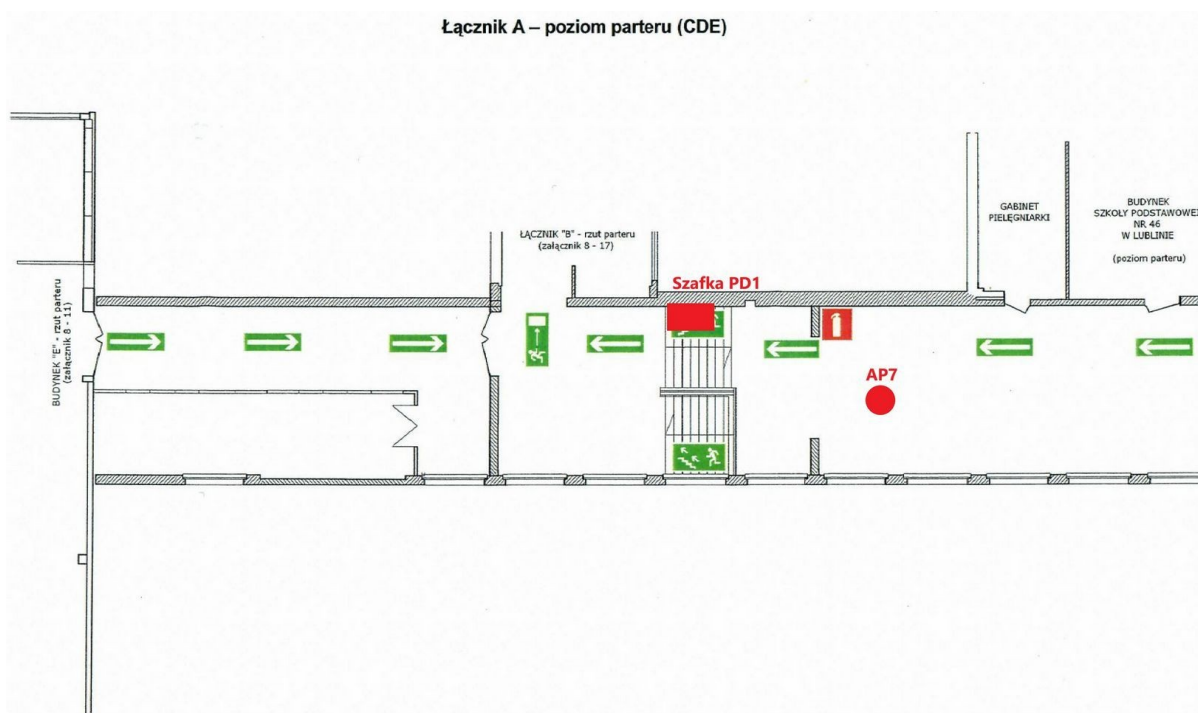 Łącznik A – poziom parteru (CDE)
GABINET
PIELĘGNIARKI
BUDYNEK
SZKOŁY PODSTAWOWEJ
NR 46
W LUBLINIE
(poziom parteru)
ŁĄCZNIK "B" - rzut parteru
(załącznik 8 - 17)
Szafka PD1
AP7
BUDYNEK "E" - rzut parteru
(załącznik 8 - 11)